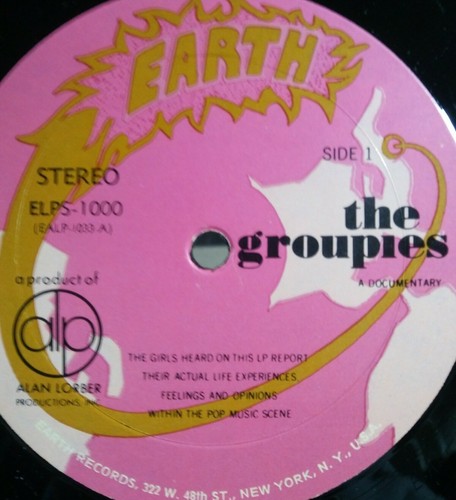 EARTH
SIDE 1
STEREO
ELPS-1000
(EALP-1033-A)
the
groupies
A DOCUMENTARY
a product of
alp
ALAN LORBER
PRODUCTIONS, INC.
THE GIRLS HEARD ON THIS LP REPORT
THEIR ACTUAL LIFE EXPERIENCES,
FEELINGS AND OPINIONS
WITHIN THE POP MUSIC SCENE
EARTH RECORDS, 322 W. 48th ST., NEW YORK, N. Y., U.S.A.